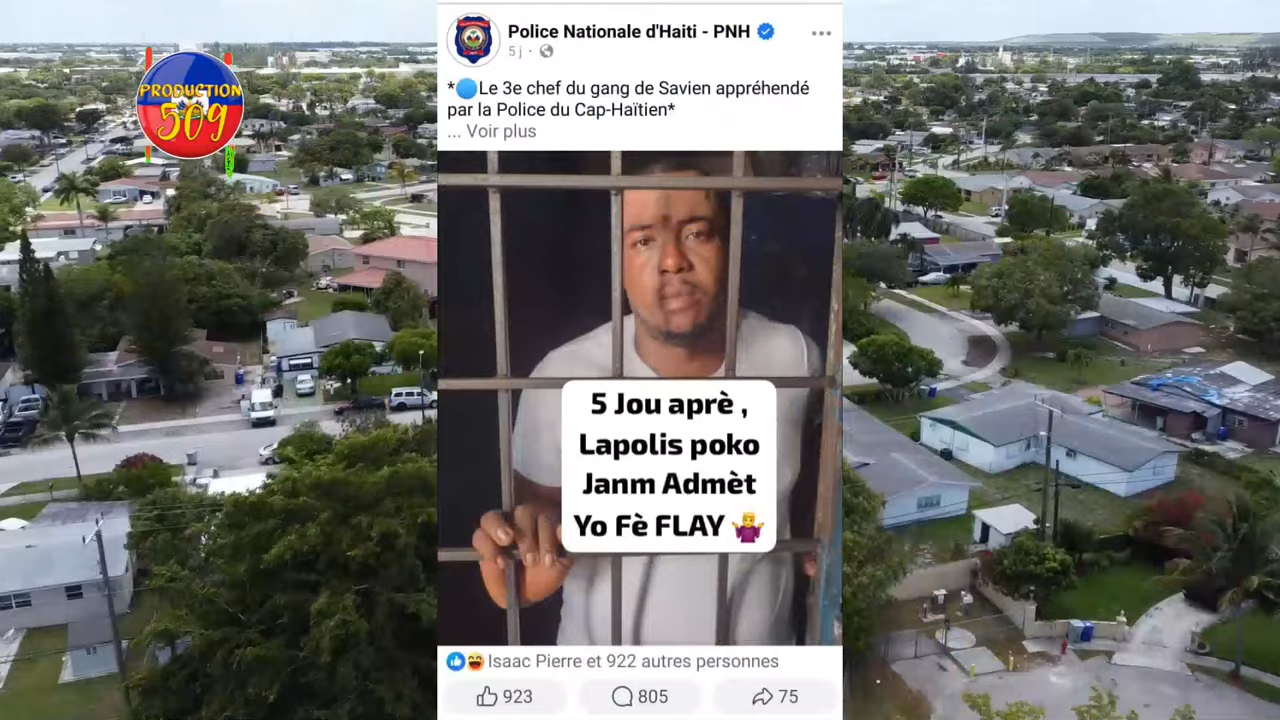 PRODUCTION
509
Police Nationale d'Haiti - PNH
5 j ·
*🔵Le 3e chef du gang de Savien appréhendé
par la Police du Cap-Haïtien*
... Voir plus
5 Jou aprè ,
Lapolis poko
Janm Admèt
Yo Fè FLAY 🤷
Isaac Pierre et 922 autres personnes
923
805
75